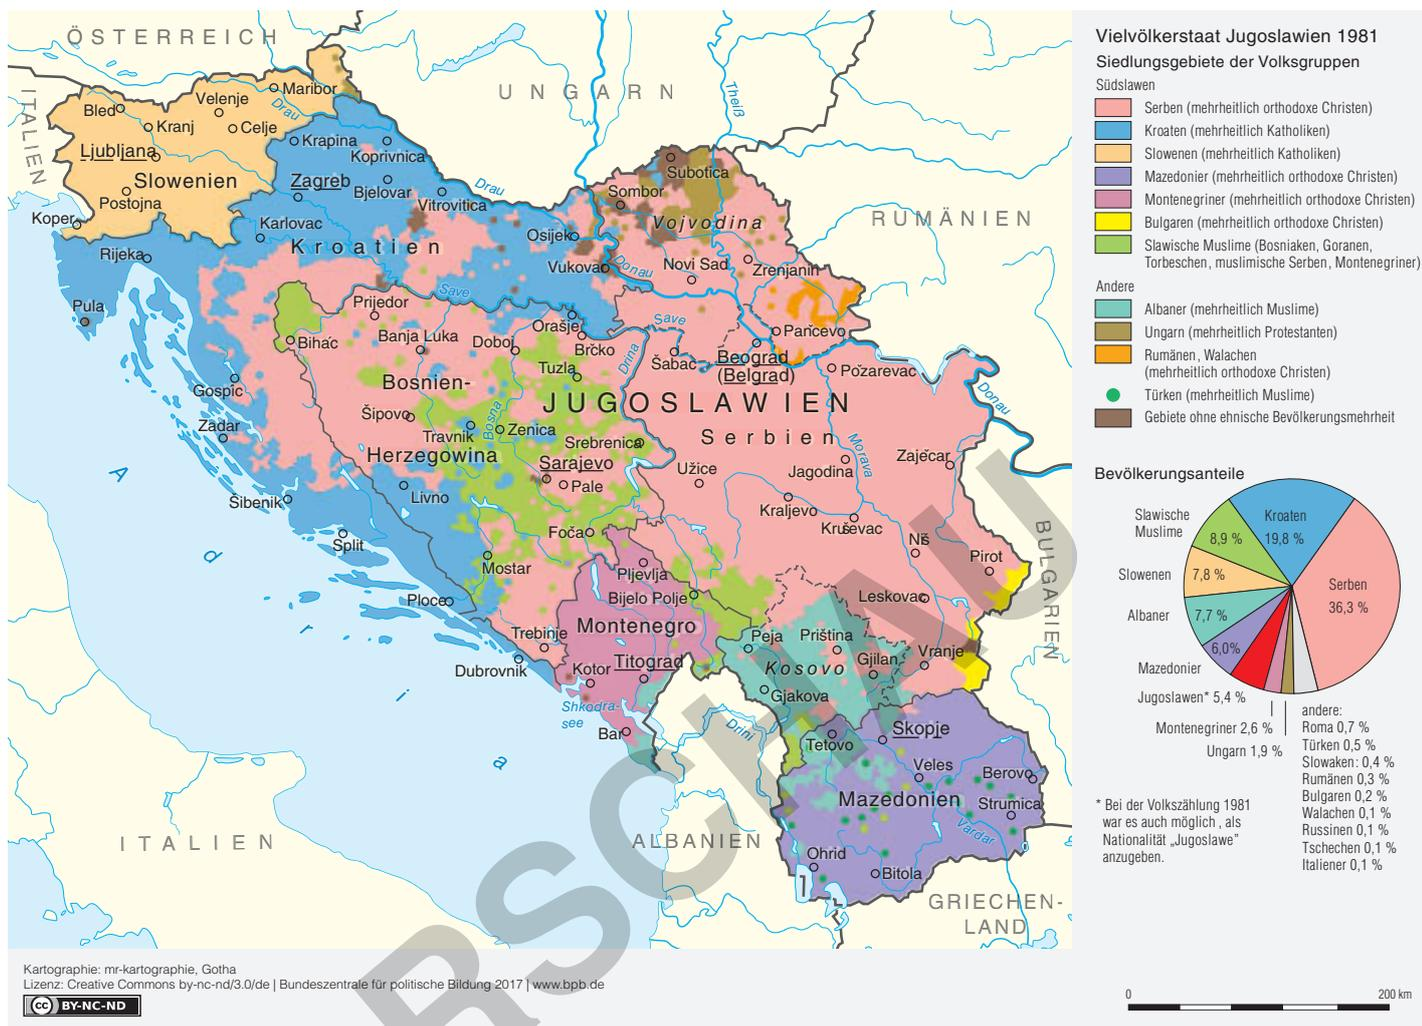 ÖSTERREICH
UNGARN
ITALIEN
RUMÄNIEN
BULGARIEN
ALBANIEN
GRIECHEN-
LAND
ITALIEN
Adria
JUGOSLAWIEN
Slowenien
Bled
Kranj
Velenje
Celje
Maribor
Drau
Ljubljana
Postojna
Koper
Kroatien
Krapina
Koprivnica
Zagreb
Bjelovar
Vitrovitica
Drau
Karlovac
Rijeka
Pula
Osijek
Vukovar
Save
Gospic
Zadar
Šibenik
Split
Ploce
Dubrovnik
Bosnien-
Herzegowina
Prijedor
Bihać
Banja Luka
Doboj
Orašje
Brčko
Tuzla
Drina
Šipovo
Travnik
Bosna
Zenica
Srebrenica
Sarajevo
Pale
Livno
Foča
Mostar
Trebinje
Vojvodina
Subotica
Sombor
Theiß
Donau
Novi Sad
Zrenjanin
Save
Pančevo
Serbien
Šabac
Beograd
(Belgrad)
Požarevac
Donau
Morava
Užice
Jagodina
Zaječar
Kraljevo
Kruševac
Niš
Pirot
Leskovac
Vranje
Montenegro
Pljevlja
Bijelo Polje
Kotor
Titograd
Shkodra-
see
Bar
Kosovo
Peja
Priština
Gjilan
Gjakova
Drini
Mazedonien
Skopje
Tetovo
Veles
Berovo
Strumica
Vardar
Ohrid
Bitola
Vielvölkerstaat Jugoslawien 1981
Siedlungsgebiete der Volksgruppen
Südslawen
Serben (mehrheitlich orthodoxe Christen)
Kroaten (mehrheitlich Katholiken)
Slowenen (mehrheitlich Katholiken)
Mazedonier (mehrheitlich orthodoxe Christen)
Montenegriner (mehrheitlich orthodoxe Christen)
Bulgaren (mehrheitlich orthodoxe Christen)
Slawische Muslime (Bosniaken, Goranen,
Torbeschen, muslimische Serben, Montenegriner)
Andere
Albaner (mehrheitlich Muslime)
Ungarn (mehrheitlich Protestanten)
Rumänen, Walachen
(mehrheitlich orthodoxe Christen)
Türken (mehrheitlich Muslime)
Gebiete ohne ehnische Bevölkerungsmehrheit
Bevölkerungsanteile
Slawische
Muslime
8,9 %
Kroaten
19,8 %
Serben
36,3 %
Slowenen
7,8 %
Albaner
7,7 %
Mazedonier
6,0%
Jugoslawen* 5,4 %
Montenegriner 2,6 %
Ungarn 1,9 %
andere:
Roma 0,7 %
Türken 0,5 %
Slowaken: 0,4 %
Rumänen 0,3 %
Bulgaren 0,2 %
Walachen 0,1 %
Russinen 0,1 %
Tschechen 0,1 %
Italiener 0,1 %
* Bei der Volkszählung 1981
war es auch möglich , als
Nationalität „Jugoslawe”
anzugeben.
Kartographie: mr-kartographie, Gotha
Lizenz: Creative Commons by-nc-nd/3.0/de | Bundeszentrale für politische Bildung 2017 | www.bpb.de
cc BY-NC-ND
0 200 km
RSCHAU